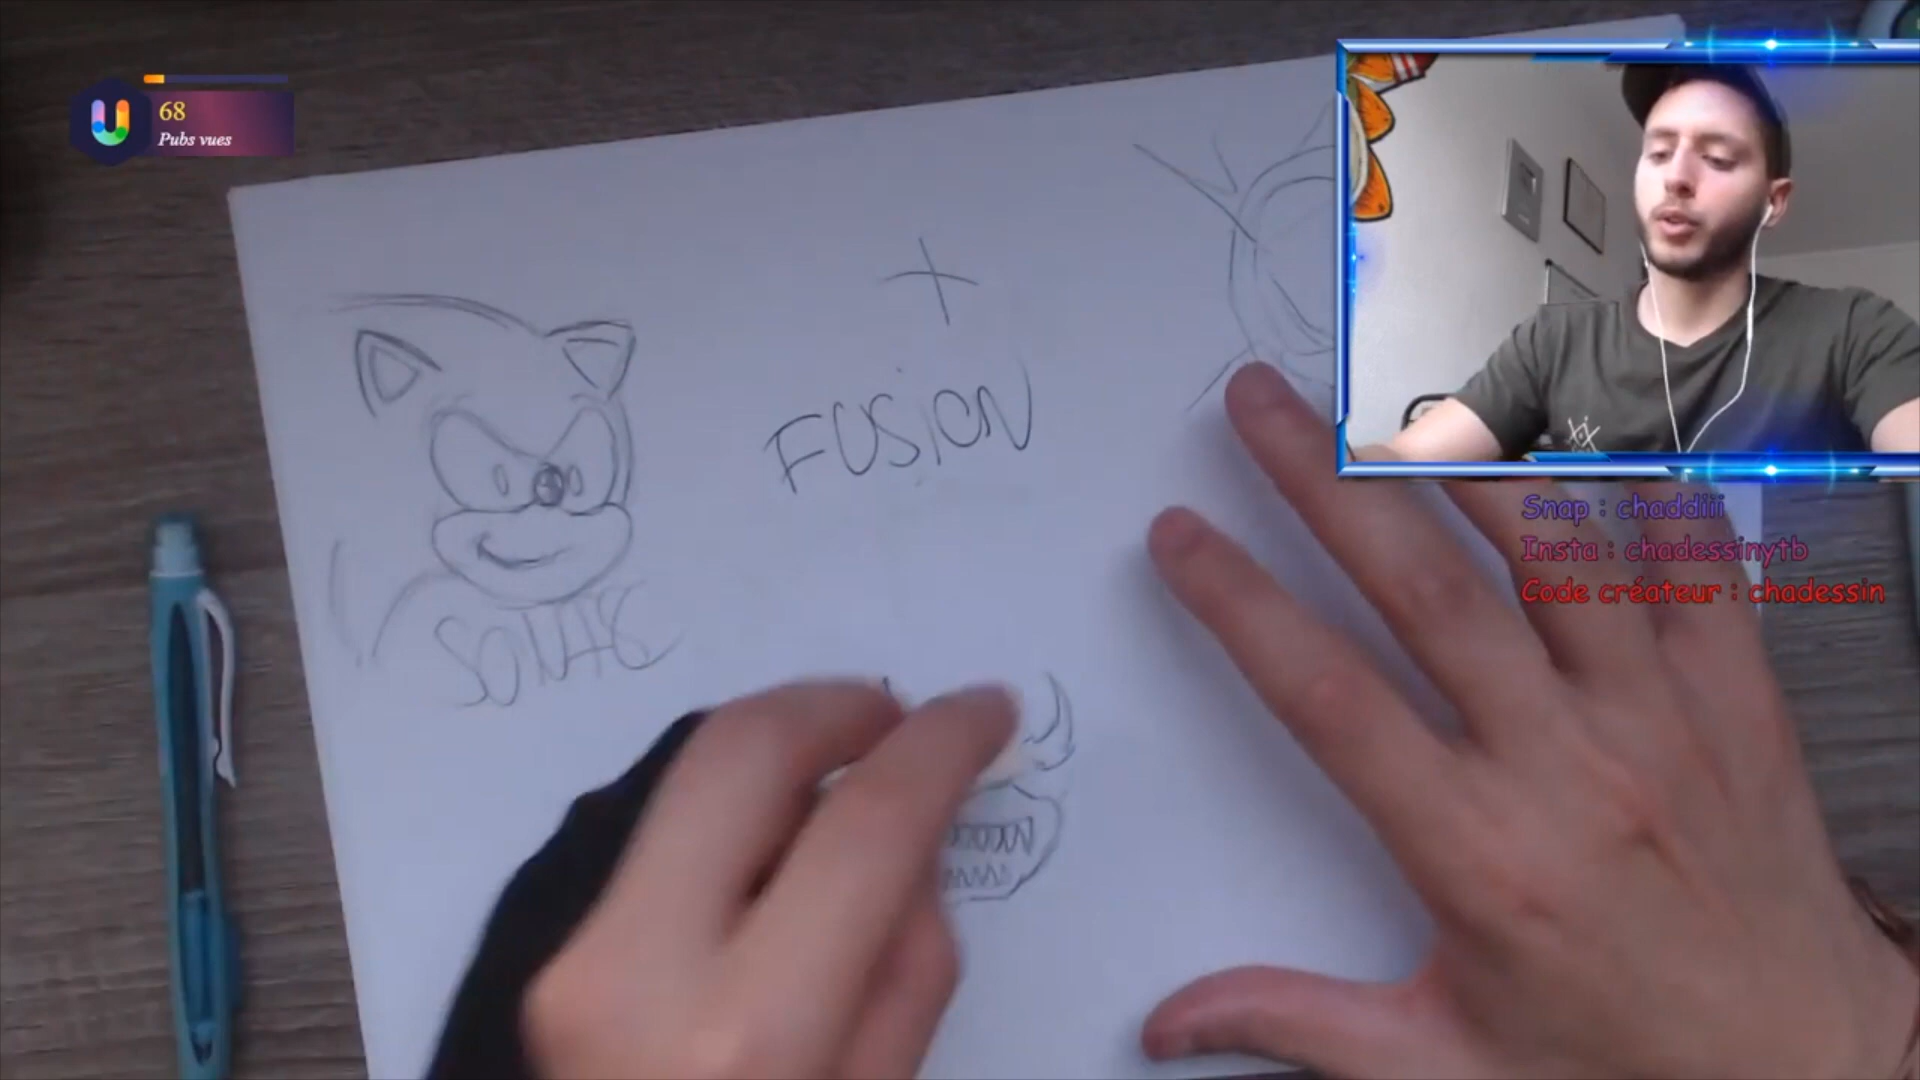 68
Pubs vues
+
FUSION
SONIC
Snap : chaddiii
Insta : chadessinytb
Code créateur : chadessin